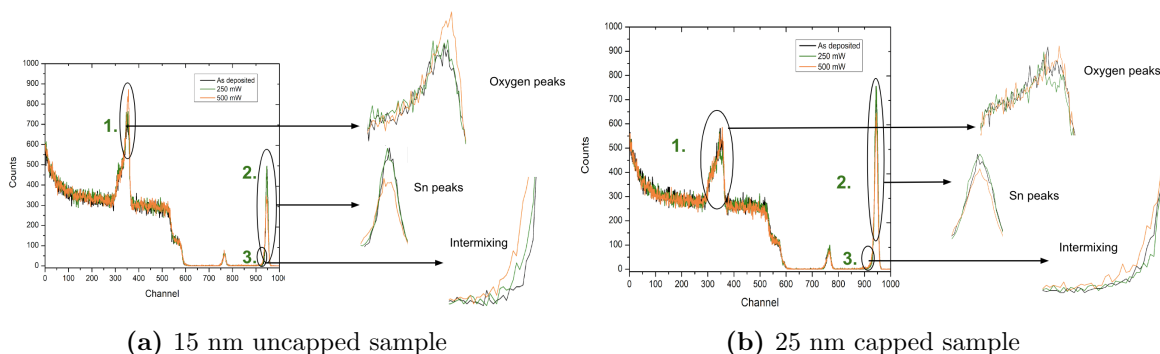 1000
900
800
700
600
500
400
300
200
100
0
Counts
0 100 200 300 400 500 600 700 800 900 1000
Channel
As deposited
250 mW
500 mW
1.
2.
3.
Oxygen peaks
Sn peaks
Intermixing
(a) 15 nm uncapped sample
1000
900
800
700
600
500
400
300
200
100
0
Counts
0 100 200 300 400 500 600 700 800 900 1000
Channel
As deposited
250 mW
500 mW
1.
2.
3.
Oxygen peaks
Sn peaks
Intermixing
(b) 25 nm capped sample